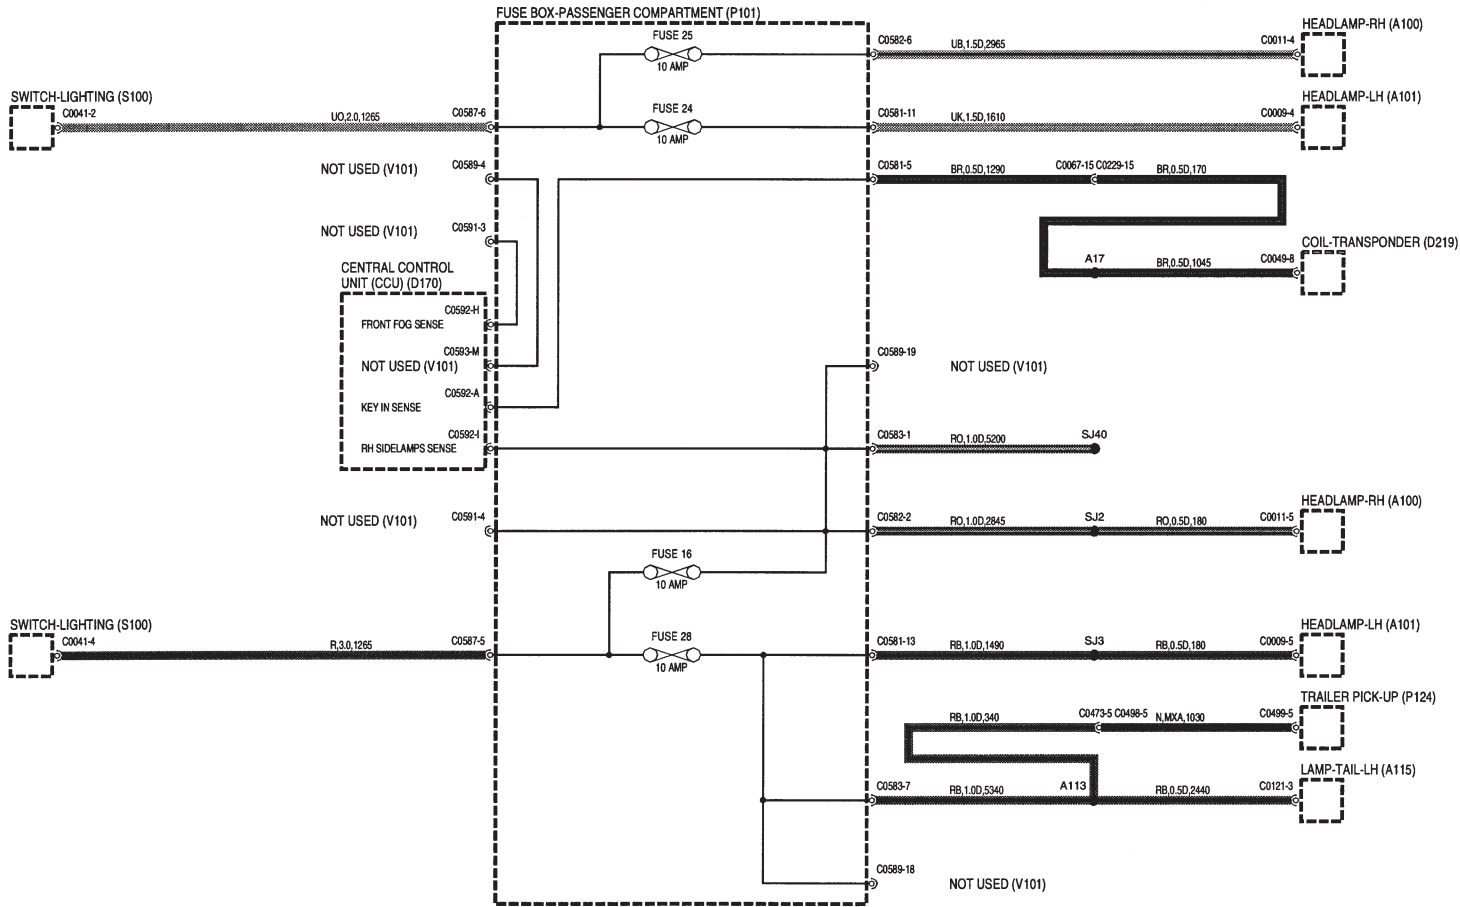 FUSE BOX-PASSENGER COMPARTMENT (P101)
HEADLAMP-RH (A100)
FUSE 25
10 AMP
C0582-6
UB,1.5D,2965
C0011-4
SWITCH-LIGHTING (S100)
C0041-2
UO,2.0,1265
C0587-6
FUSE 24
10 AMP
C0581-11
UK,1.5D,1610
C0009-4
HEADLAMP-LH (A101)
NOT USED (V101)
C0589-4
C0581-5
BR,0.5D,1290
C0067-15 C0229-15
BR,0.5D,170
NOT USED (V101)
C0591-3
COIL-TRANSPONDER (D219)
A17
BR,0.5D,1045
C0049-8
CENTRAL CONTROL
UNIT (CCU) (D170)
C0592-H
FRONT FOG SENSE
C0593-M
NOT USED (V101)
C0592-A
KEY IN SENSE
C0592-I
RH SIDELAMPS SENSE
C0589-19
NOT USED (V101)
C0583-1
RO,1.0D,5200
SJ40
NOT USED (V101)
C0591-4
C0582-2
RO,1.0D,2845
SJ2
RO,0.5D,180
C0011-5
HEADLAMP-RH (A100)
FUSE 16
10 AMP
SWITCH-LIGHTING (S100)
C0041-4
R,3.0,1265
C0587-5
FUSE 28
10 AMP
C0581-13
RB,1.0D,1490
SJ3
RB,0.5D,180
C0009-5
HEADLAMP-LH (A101)
RB,1.0D,340
C0473-5 C0498-5
N,MXA,1030
C0499-5
TRAILER PICK-UP (P124)
C0583-7
RB,1.0D,5340
A113
RB,0.5D,2440
C0121-3
LAMP-TAIL-LH (A115)
C0589-18
NOT USED (V101)